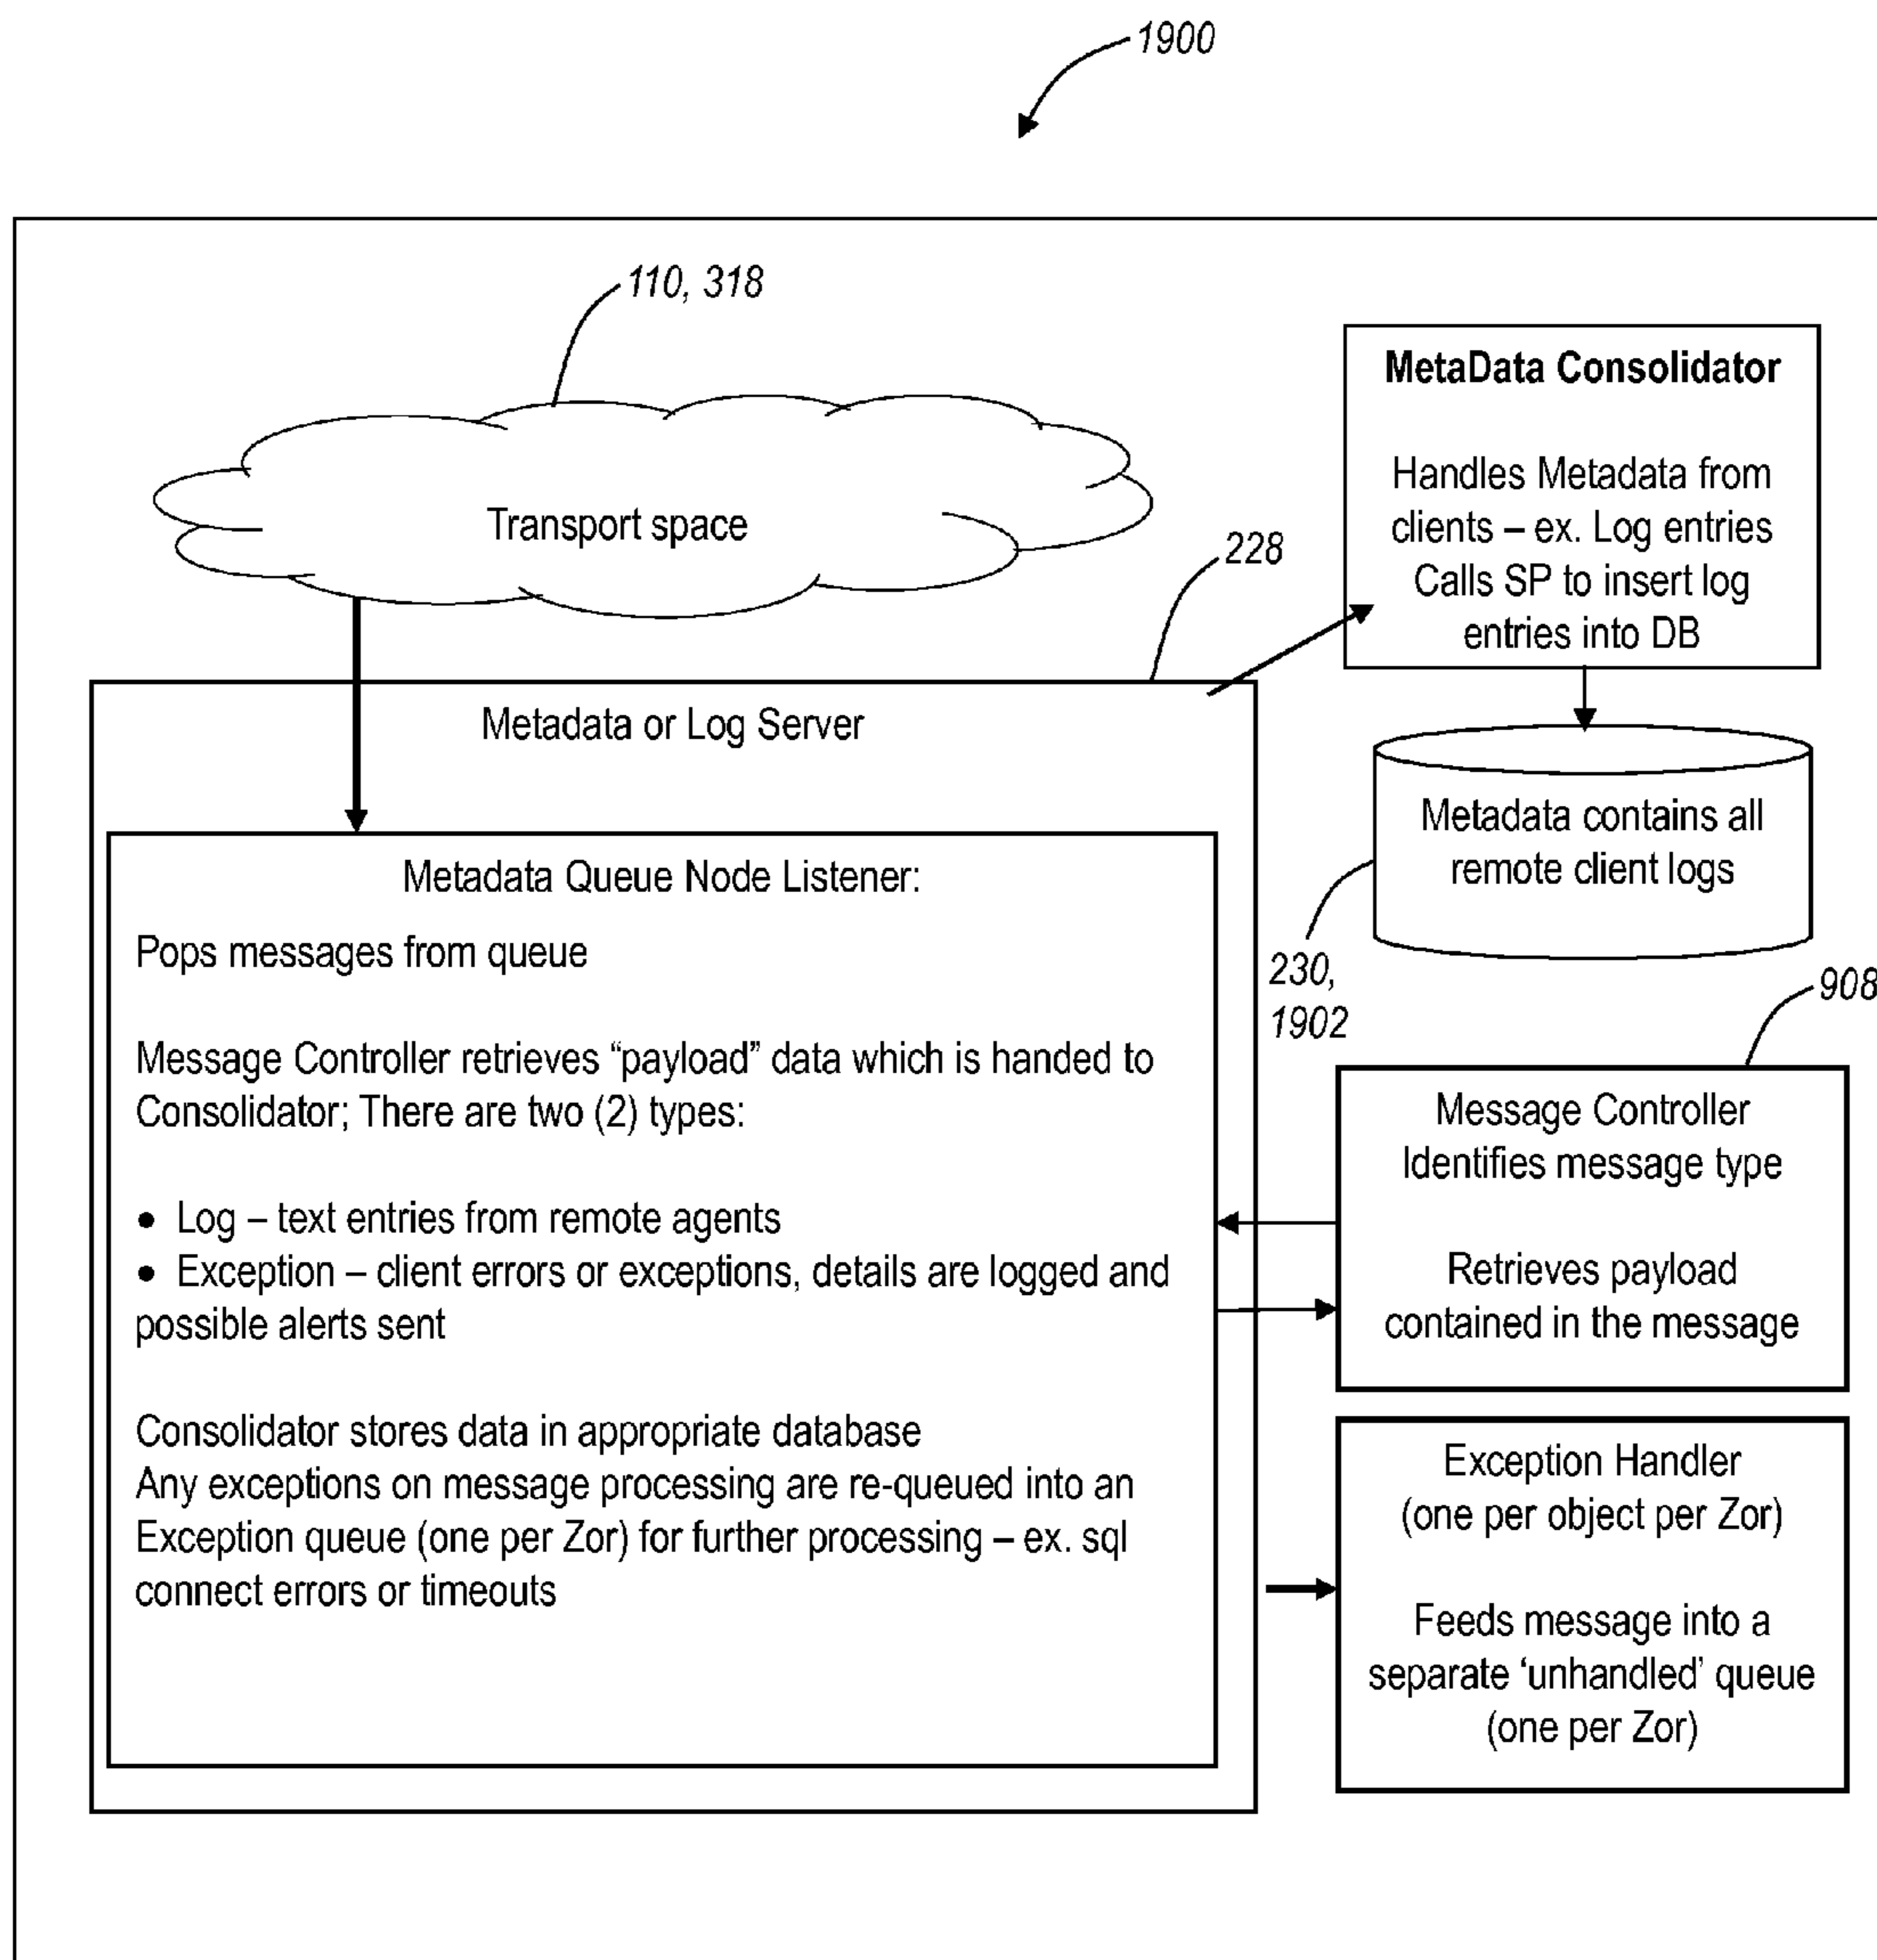 1900
110, 318
Transport space
MetaData Consolidator
Handles Metadata from
clients – ex. Log entries
Calls SP to insert log
entries into DB
228
Metadata or Log Server
Metadata contains all
remote client logs
230,
1902
Metadata Queue Node Listener:
Pops messages from queue
Message Controller retrieves “payload” data which is handed to
Consolidator; There are two (2) types:
• Log – text entries from remote agents
• Exception – client errors or exceptions, details are logged and
possible alerts sent
Consolidator stores data in appropriate database
Any exceptions on message processing are re-queued into an
Exception queue (one per Zor) for further processing – ex. sql
connect errors or timeouts
908
Message Controller
Identifies message type
Retrieves payload
contained in the message
Exception Handler
(one per object per Zor)
Feeds message into a
separate ‘unhandled’ queue
(one per Zor)